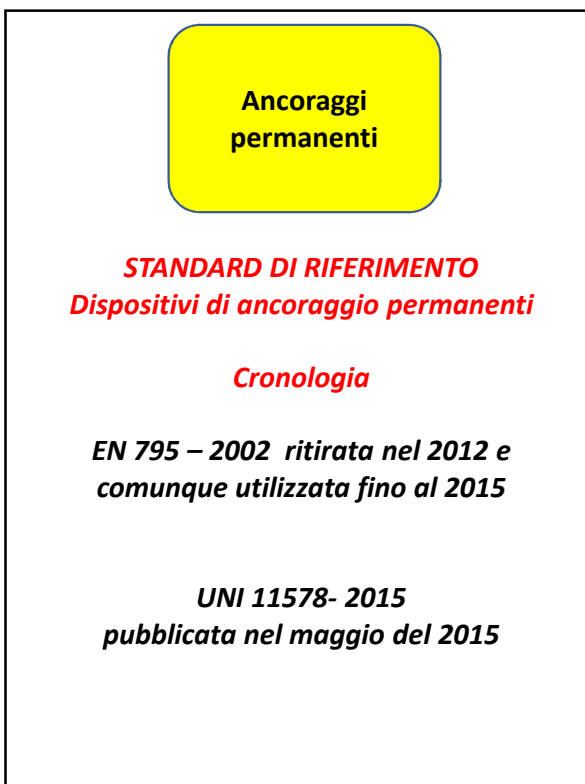 Ancoraggi
permanenti
STANDARD DI RIFERIMENTO
Dispositivi di ancoraggio permanenti
Cronologia
EN 795 – 2002  ritirata nel 2012 e
comunque utilizzata fino al 2015
UNI 11578- 2015
pubblicata nel maggio del 2015